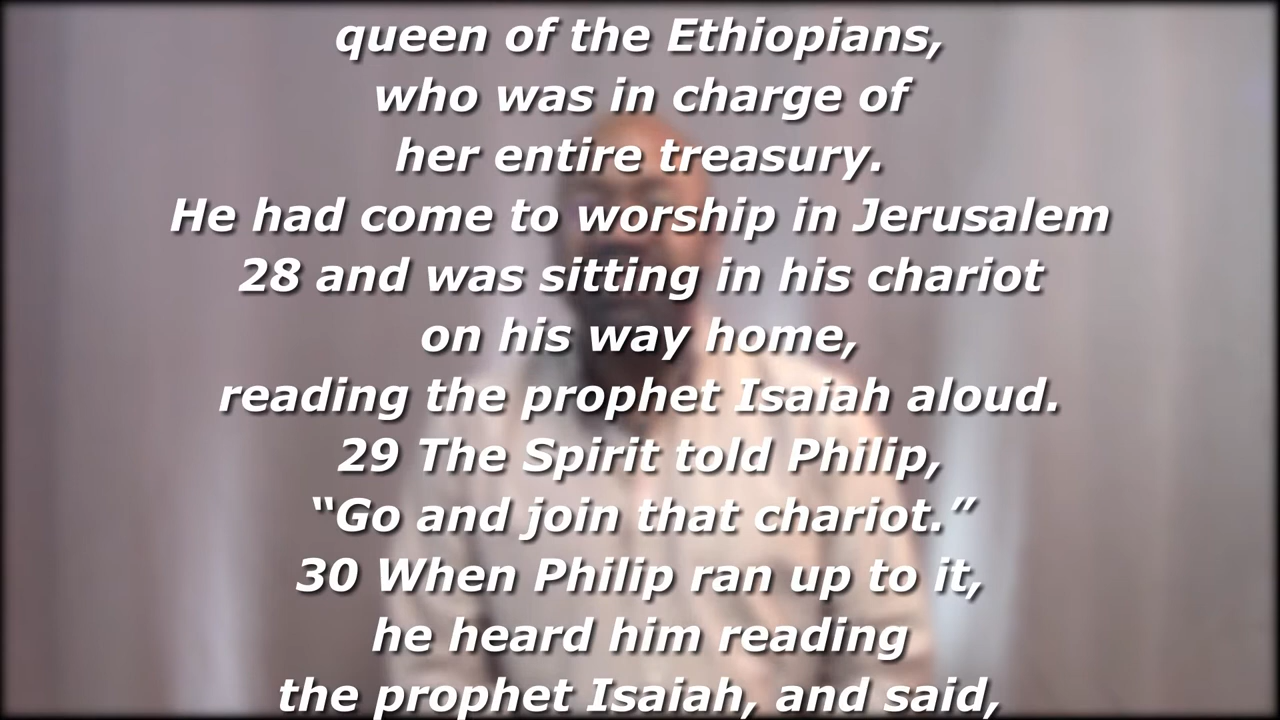 queen of the Ethiopians,
who was in charge of
her entire treasury.
He had come to worship in Jerusalem
28 and was sitting in his chariot
on his way home,
reading the prophet Isaiah aloud.
29 The Spirit told Philip,
“Go and join that chariot.”
30 When Philip ran up to it,
he heard him reading
the prophet Isaiah, and said,